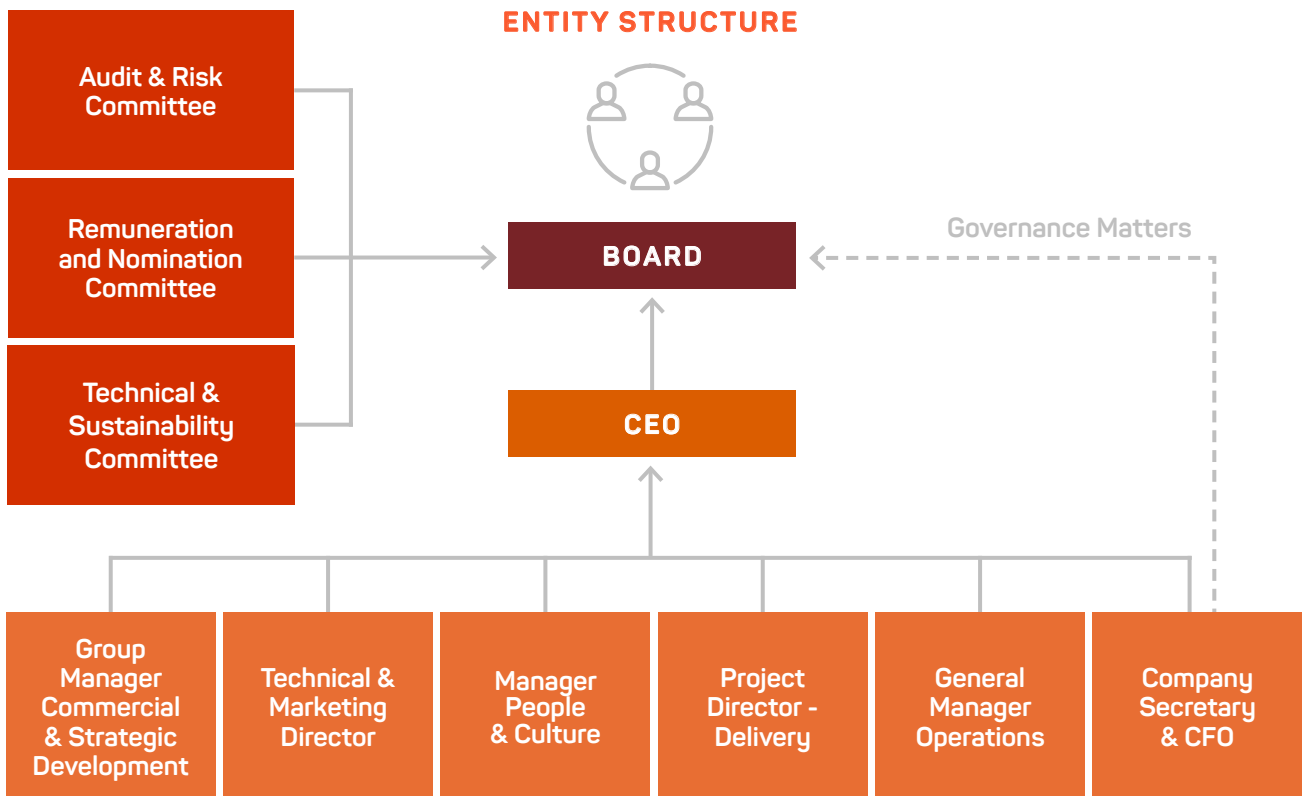 ENTITY STRUCTURE
Audit & Risk
Committee
Remuneration
and Nomination
Committee
Technical &
Sustainability
Committee
BOARD
Governance Matters
CEO
Group
Manager
Commercial
& Strategic
Development
Technical &
Marketing
Director
Manager
People
& Culture
Project
Director -
Delivery
General
Manager
Operations
Company
Secretary
& CFO